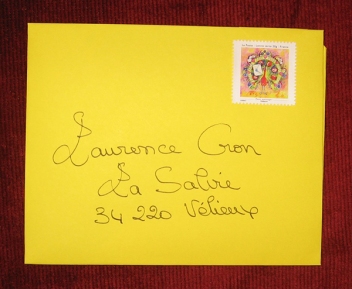 Laurence Cron
La Salvie
34 220 Vélieux